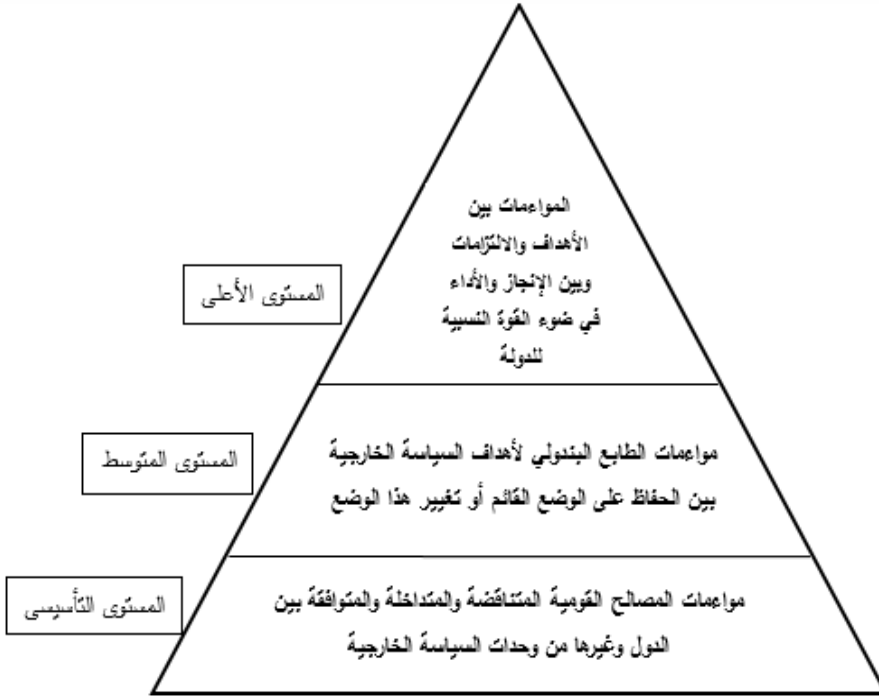 المواءمات بين
الأهداف والالتزامات
وبين الإنجاز والأداء
في ضوء القوة النسبية
للدولة
المستوى الأعلى
مواءمات الطابع البندولي لأهداف السياسة الخارجية
بين الحفاظ على الوضع القائم أو تغيير هذا الوضع
المستوى المتوسط
مواءمات المصالح القومية المتناقضة والمتداخلة والمتوافقة بين
الدول وغيرها من وحدات السياسة الخارجية
المستوى التأسيسى